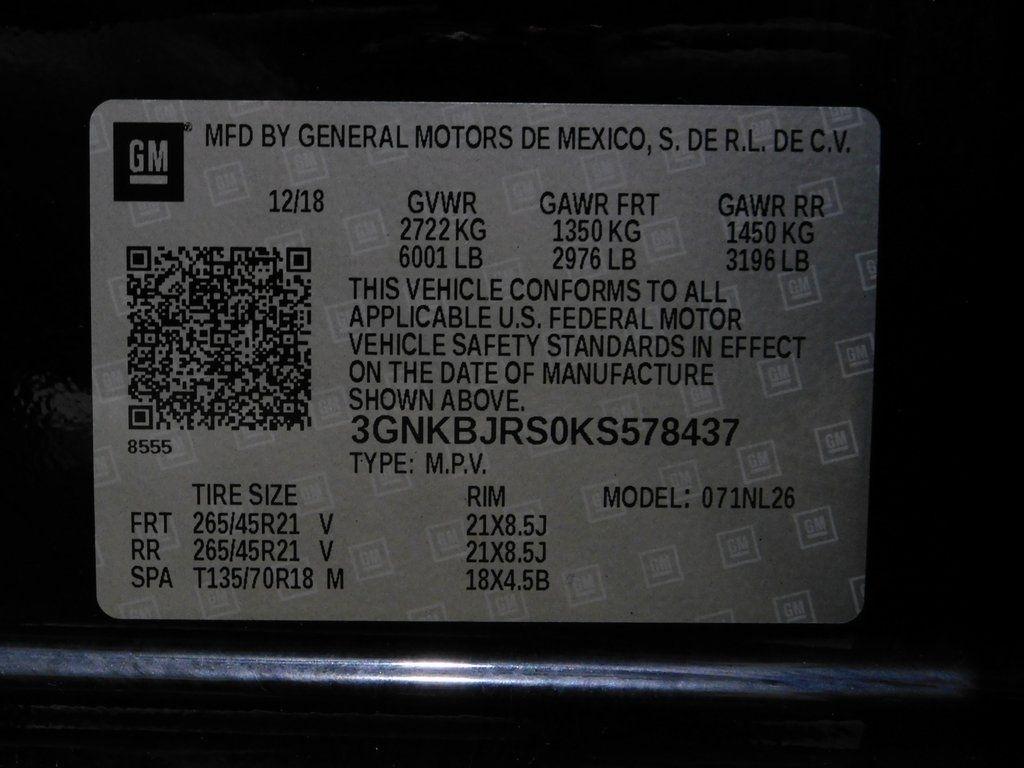 GM MFD BY GENERAL MOTORS DE MEXICO, S. DE R.L. DE C.V.
12/18 GVWR GAWR FRT GAWR RR
2722 KG 1350 KG 1450 KG
6001 LB 2976 LB 3196 LB
THIS VEHICLE CONFORMS TO ALL
APPLICABLE U.S. FEDERAL MOTOR
VEHICLE SAFETY STANDARDS IN EFFECT
ON THE DATE OF MANUFACTURE
SHOWN ABOVE.
8555 3GNKBJRS0KS578437
TYPE: M.P.V.
TIRE SIZE RIM MODEL: 071NL26
FRT 265/45R21 V 21X8.5J
RR 265/45R21 V 21X8.5J
SPA T135/70R18 M 18X4.5B